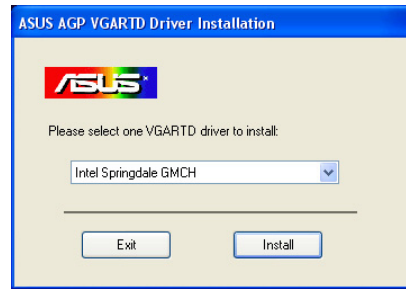 ASUS AGP VGARTD Driver Installation
ASUS
Please select one VGARTD driver to install:
Intel Springdale GMCH
Exit
Install